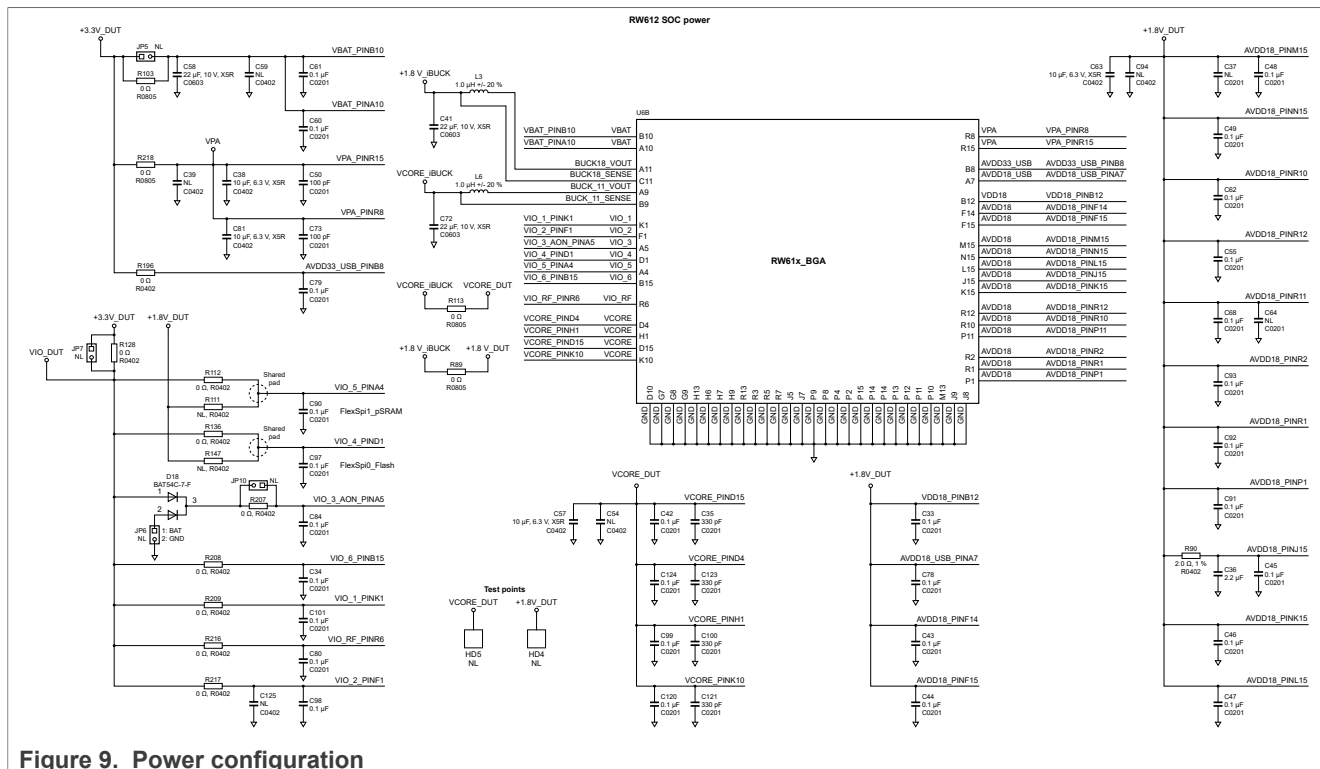 RW612 SOC power
+3.3V_DUT
JP5 NL
R103
0 Ω
R0805
C58
22 µF, 10 V, X5R
C0603
C59
NL
C0402
C61
0.1 µF
C0201
VBAT_PINB10
VBAT_PINA10
C60
0.1 µF
C0201
R218
0 Ω
R0805
VPA
C39
NL
C0402
C38
10 µF, 6.3 V, X5R
C0402
C50
100 pF
C0201
VPA_PINR15
VPA_PINR8
C81
10 µF, 6.3 V, X5R
C0402
C73
100 pF
C0201
R196
0 Ω
R0402
AVDD33_USB_PINB8
C79
0.1 µF
C0201
+3.3V_DUT
+1.8V_DUT
VIO_DUT
JP7
NL
R128
0 Ω
R0402
R112
0 Ω, R0402
R111
NL, R0402
Shared
pad
VIO_5_PINA4
C90
0.1 µF
C0201
FlexSpi1_pSRAM
R136
0 Ω, R0402
R147
NL, R0402
Shared
pad
VIO_4_PIND1
C97
0.1 µF
C0201
FlexSpi0_Flash
D18
BAT54C-7-F
1
2
3
JP6
NL
1: BAT
2: GND
JP10 NL
R207
0 Ω, R0402
VIO_3_AON_PINA5
C84
0.1 µF
C0201
R208
0 Ω, R0402
VIO_6_PINB15
C34
0.1 µF
C0201
R209
0 Ω, R0402
VIO_1_PINK1
C101
0.1 µF
C0201
R216
0 Ω, R0402
VIO_RF_PINR6
C80
0.1 µF
C0201
R217
0 Ω, R0402
VIO_2_PINF1
C125
NL
C0402
C98
0.1 µF
+1.8 V_iBUCK
L3
1.0 µH +/- 20 %
C41
22 µF, 10 V, X5R
C0603
VCORE_iBUCK
L6
1.0 µH +/- 20 %
C72
22 µF, 10 V, X5R
C0603
VCORE_iBUCK
VCORE_DUT
R113
0 Ω
R0805
+1.8 V_iBUCK
+1.8 V_DUT
R89
0 Ω
R0805
U6B
RW61x_BGA
VBAT_PINB10 VBAT B10
VBAT_PINA10 VBAT A10
BUCK18_VOUT A11
BUCK18_SENSE C11
BUCK_11_VOUT A9
BUCK_11_SENSE B9
VIO_1_PINK1 VIO_1 K1
VIO_2_PINF1 VIO_2 F1
VIO_3_AON_PINA5 VIO_3 A5
VIO_4_PIND1 VIO_4 D1
VIO_5_PINA4 VIO_5 A4
VIO_6_PINB15 VIO_6 B15
VIO_RF_PINR6 VIO_RF R6
VCORE_PIND4 VCORE D4
VCORE_PINH1 VCORE H1
VCORE_PIND15 VCORE D15
VCORE_PINK10 VCORE K10
R8 VPA VPA_PINR8
R15 VPA VPA_PINR15
B8 AVDD33_USB AVDD33_USB_PINB8
A7 AVDD18_USB AVDD18_USB_PINA7
B12 VDD18 VDD18_PINB12
F14 AVDD18 AVDD18_PINF14
F15 AVDD18 AVDD18_PINF15
M15 AVDD18 AVDD18_PINM15
N15 AVDD18 AVDD18_PINN15
L15 AVDD18 AVDD18_PINL15
J15 AVDD18 AVDD18_PINJ15
K15 AVDD18 AVDD18_PINK15
R12 AVDD18 AVDD18_PINR12
R10 AVDD18 AVDD18_PINR10
P11 AVDD18 AVDD18_PINP11
R2 AVDD18 AVDD18_PINR2
R1 AVDD18 AVDD18_PINR1
P1 AVDD18 AVDD18_PINP1
D10 G7 G8 G9 H13 H6 H7 H9 R13 R3 R5 R7 J5 J7 P9 P8 P4 P2 P15 P14 P14 P13 P12 P11 P10 M13 J9 J8
GND GND GND GND GND GND GND GND GND GND GND GND GND GND GND GND GND GND GND GND GND GND GND GND GND GND GND GND
Test points
VCORE_DUT
+1.8V_DUT
HD5
NL
HD4
NL
VCORE_DUT
C57
10 µF, 6.3 V, X5R
C0402
C54
NL
C0402
C42
0.1 µF
C0201
C35
330 pF
C0201
VCORE_PIND15
VCORE_PIND4
C124
0.1 µF
C0201
C123
330 pF
C0201
VCORE_PINH1
C99
0.1 µF
C0201
C100
330 pF
C0201
VCORE_PINK10
C120
0.1 µF
C0201
C121
330 pF
C0201
+1.8V_DUT
VDD18_PINB12
C33
0.1 µF
C0201
AVDD18_USB_PINA7
C78
0.1 µF
C0201
AVDD18_PINF14
C43
0.1 µF
C0201
AVDD18_PINF15
C44
0.1 µF
C0201
+1.8V_DUT
C63
10 µF, 6.3 V, X5R
C0402
C94
NL
C0402
C37
NL
C0201
C48
0.1 µF
C0201
AVDD18_PINM15
AVDD18_PINN15
C49
0.1 µF
C0201
AVDD18_PINR10
C62
0.1 µF
C0201
AVDD18_PINR12
C55
0.1 µF
C0201
AVDD18_PINR11
C68
0.1 µF
C0201
C64
NL
C0201
AVDD18_PINR2
C93
0.1 µF
C0201
AVDD18_PINR1
C92
0.1 µF
C0201
AVDD18_PINP1
C91
0.1 µF
C0201
R90
2.0 Ω, 1 %
R0402
AVDD18_PINJ15
C36
2.2 µF
C45
0.1 µF
C0201
AVDD18_PINK15
C46
0.1 µF
C0201
AVDD18_PINL15
C47
0.1 µF
C0201
Figure 9. Power configuration